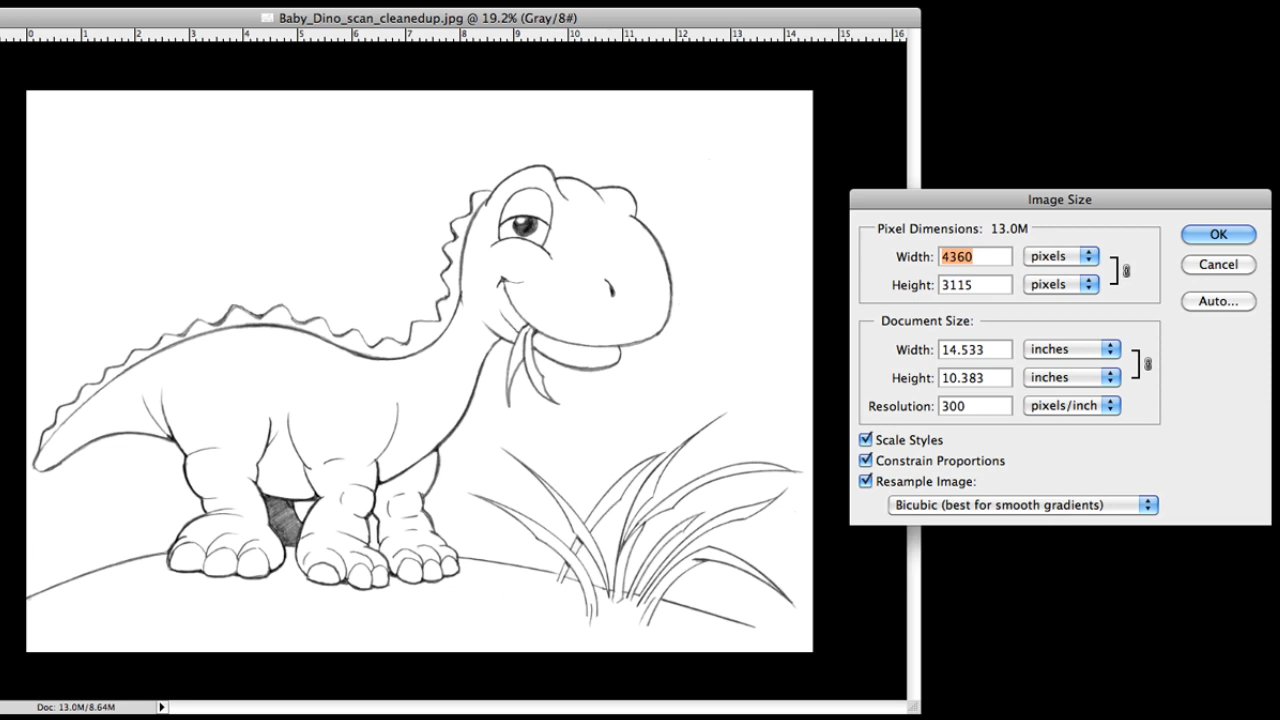 Baby_Dino_scan_cleanedup.jpg @ 19.2% (Gray/8#)
0 1 2 3 4 5 6 7 8 9 10 11 12 13 14 15 16
Image Size
Pixel Dimensions: 13.0M
Width: 4360 pixels
Height: 3115 pixels
OK
Cancel
Auto...
Document Size:
Width: 14.533 inches
Height: 10.383 inches
Resolution: 300 pixels/inch
Scale Styles
Constrain Proportions
Resample Image:
Bicubic (best for smooth gradients)
Doc: 13.0M/8.64M